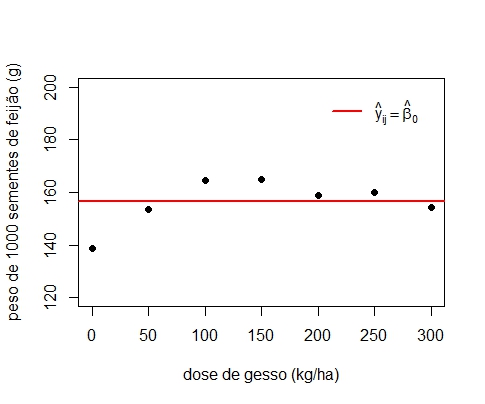 200
180
160
140
120
peso de 1000 sementes de feijão (g)
ŷij = β̂0
0 50 100 150 200 250 300
dose de gesso (kg/ha)